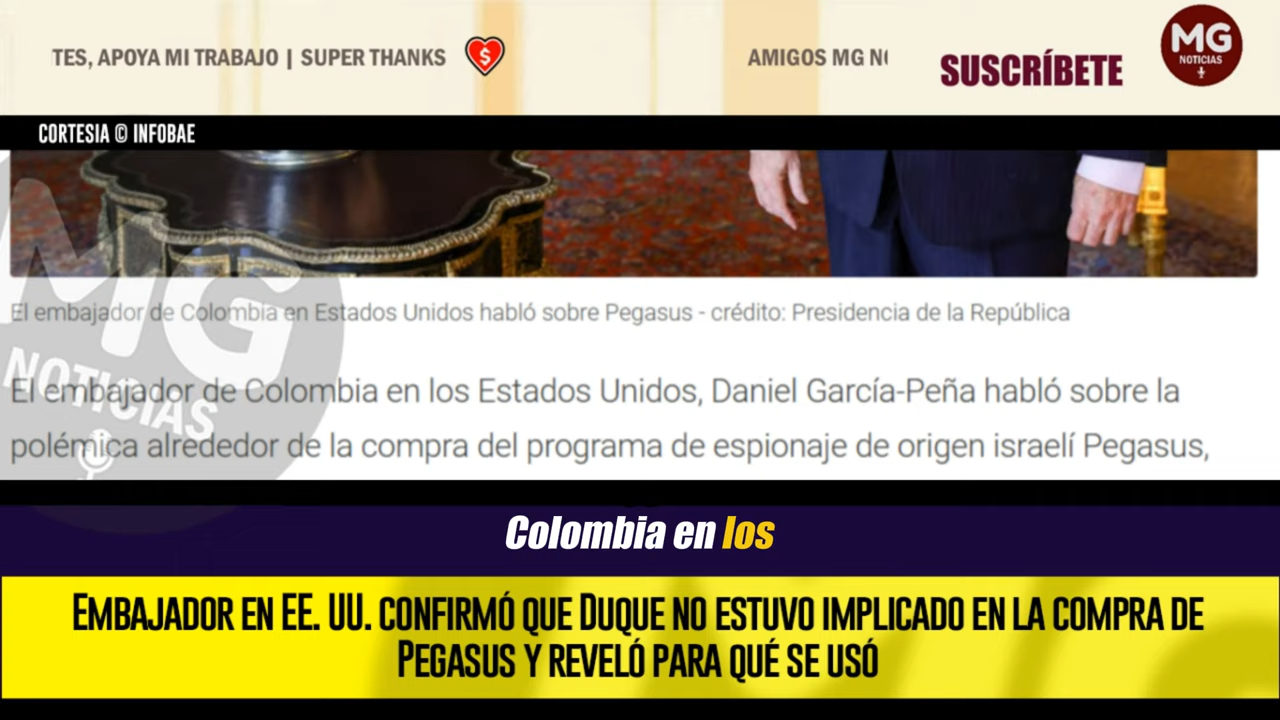 TES, APOYA MI TRABAJO | SUPER THANKS
AMIGOS MG
SUSCRÍBETE
MG
NOTICIAS
CORTESIA © INFOBAE
El embajador de Colombia en Estados Unidos habló sobre Pegasus - crédito: Presidencia de la República
El embajador de Colombia en los Estados Unidos, Daniel García-Peña habló sobre la
polémica alrededor de la compra del programa de espionaje de origen israelí Pegasus,
MG
NOTICIAS
Colombia en los
EMBAJADOR EN EE. UU. CONFIRMÓ QUE DUQUE NO ESTUVO IMPLICADO EN LA COMPRA DE
PEGASUS Y REVELÓ PARA QUÉ SE USÓ